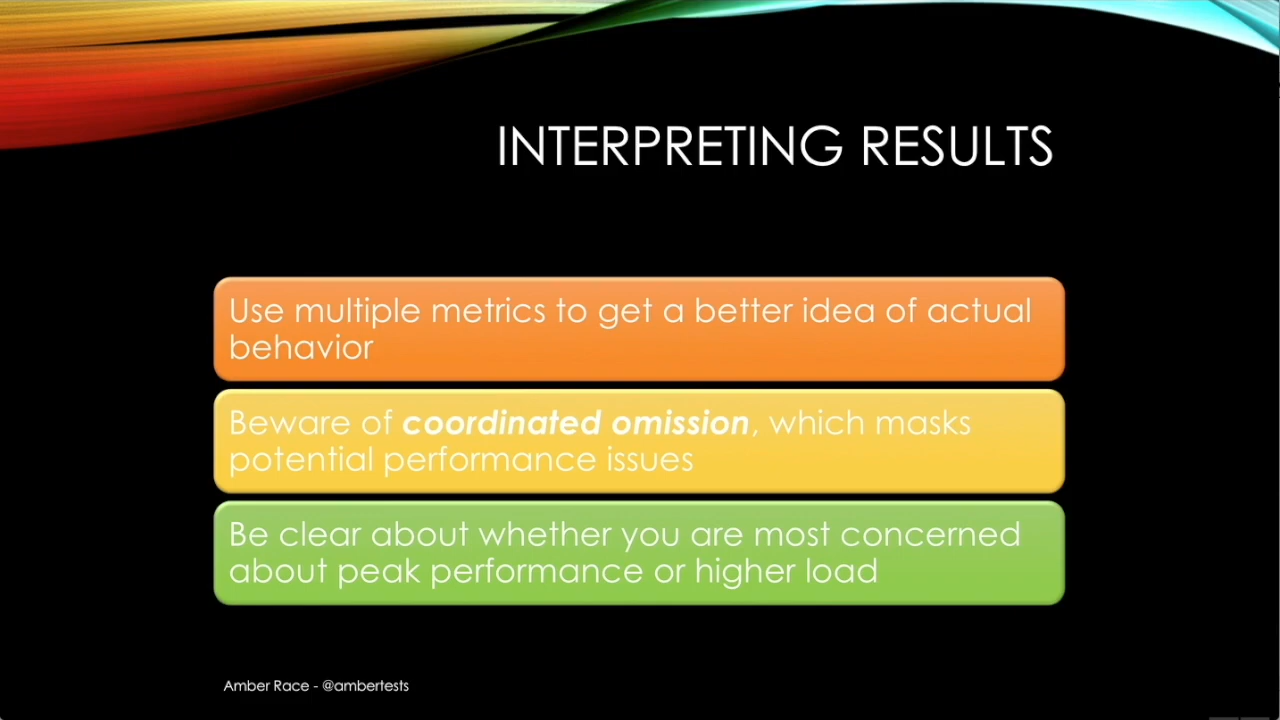 INTERPRETING RESULTS
Use multiple metrics to get a better idea of actual
behavior
Beware of coordinated omission, which masks
potential performance issues
Be clear about whether you are most concerned
about peak performance or higher load
Amber Race - @ambertests